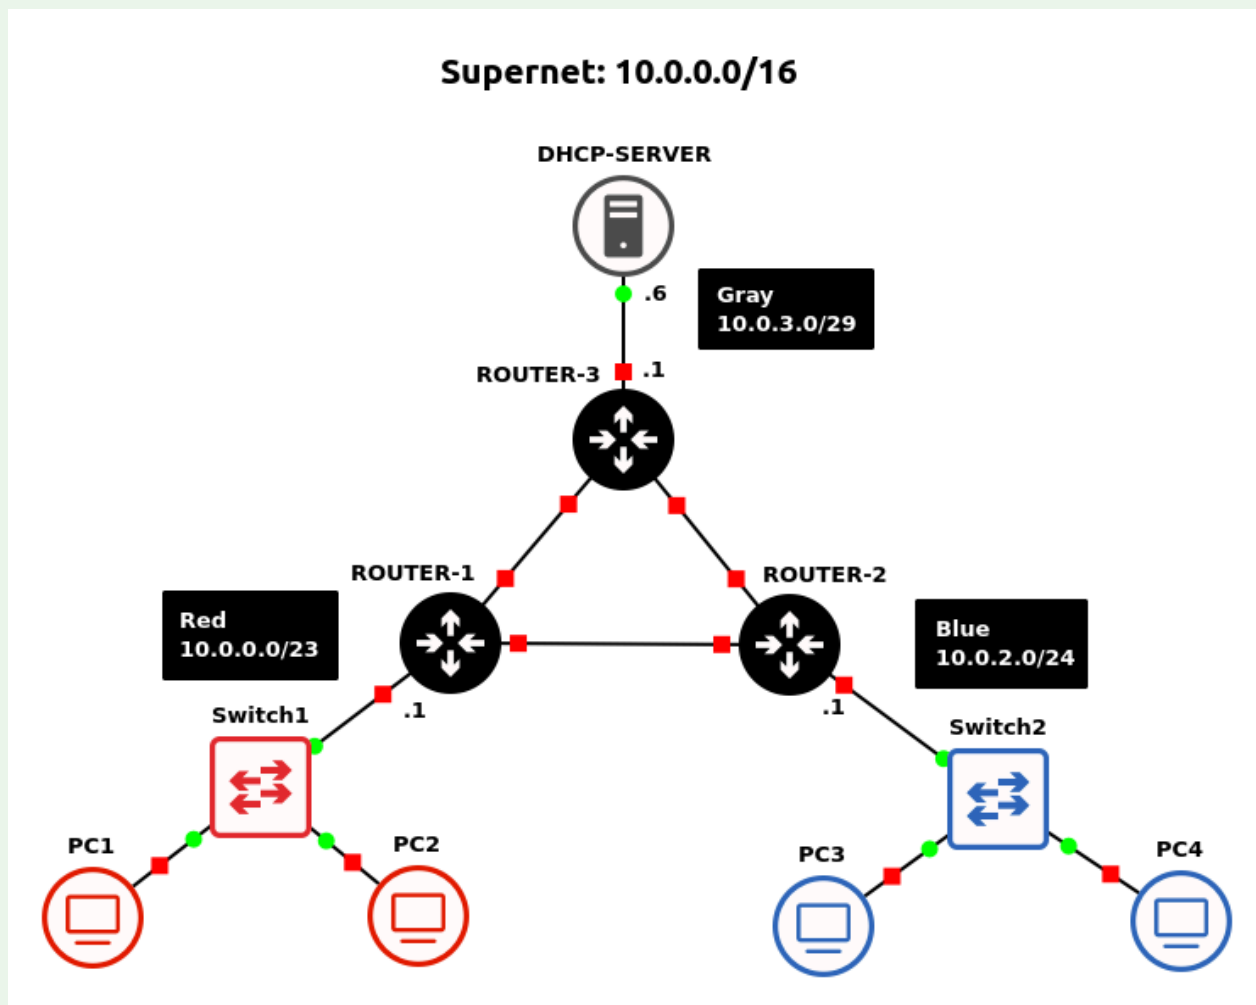 Supernet: 10.0.0.0/16
DHCP-SERVER
.6
Gray
10.0.3.0/29
ROUTER-3
.1
ROUTER-1
ROUTER-2
Red
10.0.0.0/23
Blue
10.0.2.0/24
.1
.1
Switch1
Switch2
PC1
PC2
PC3
PC4